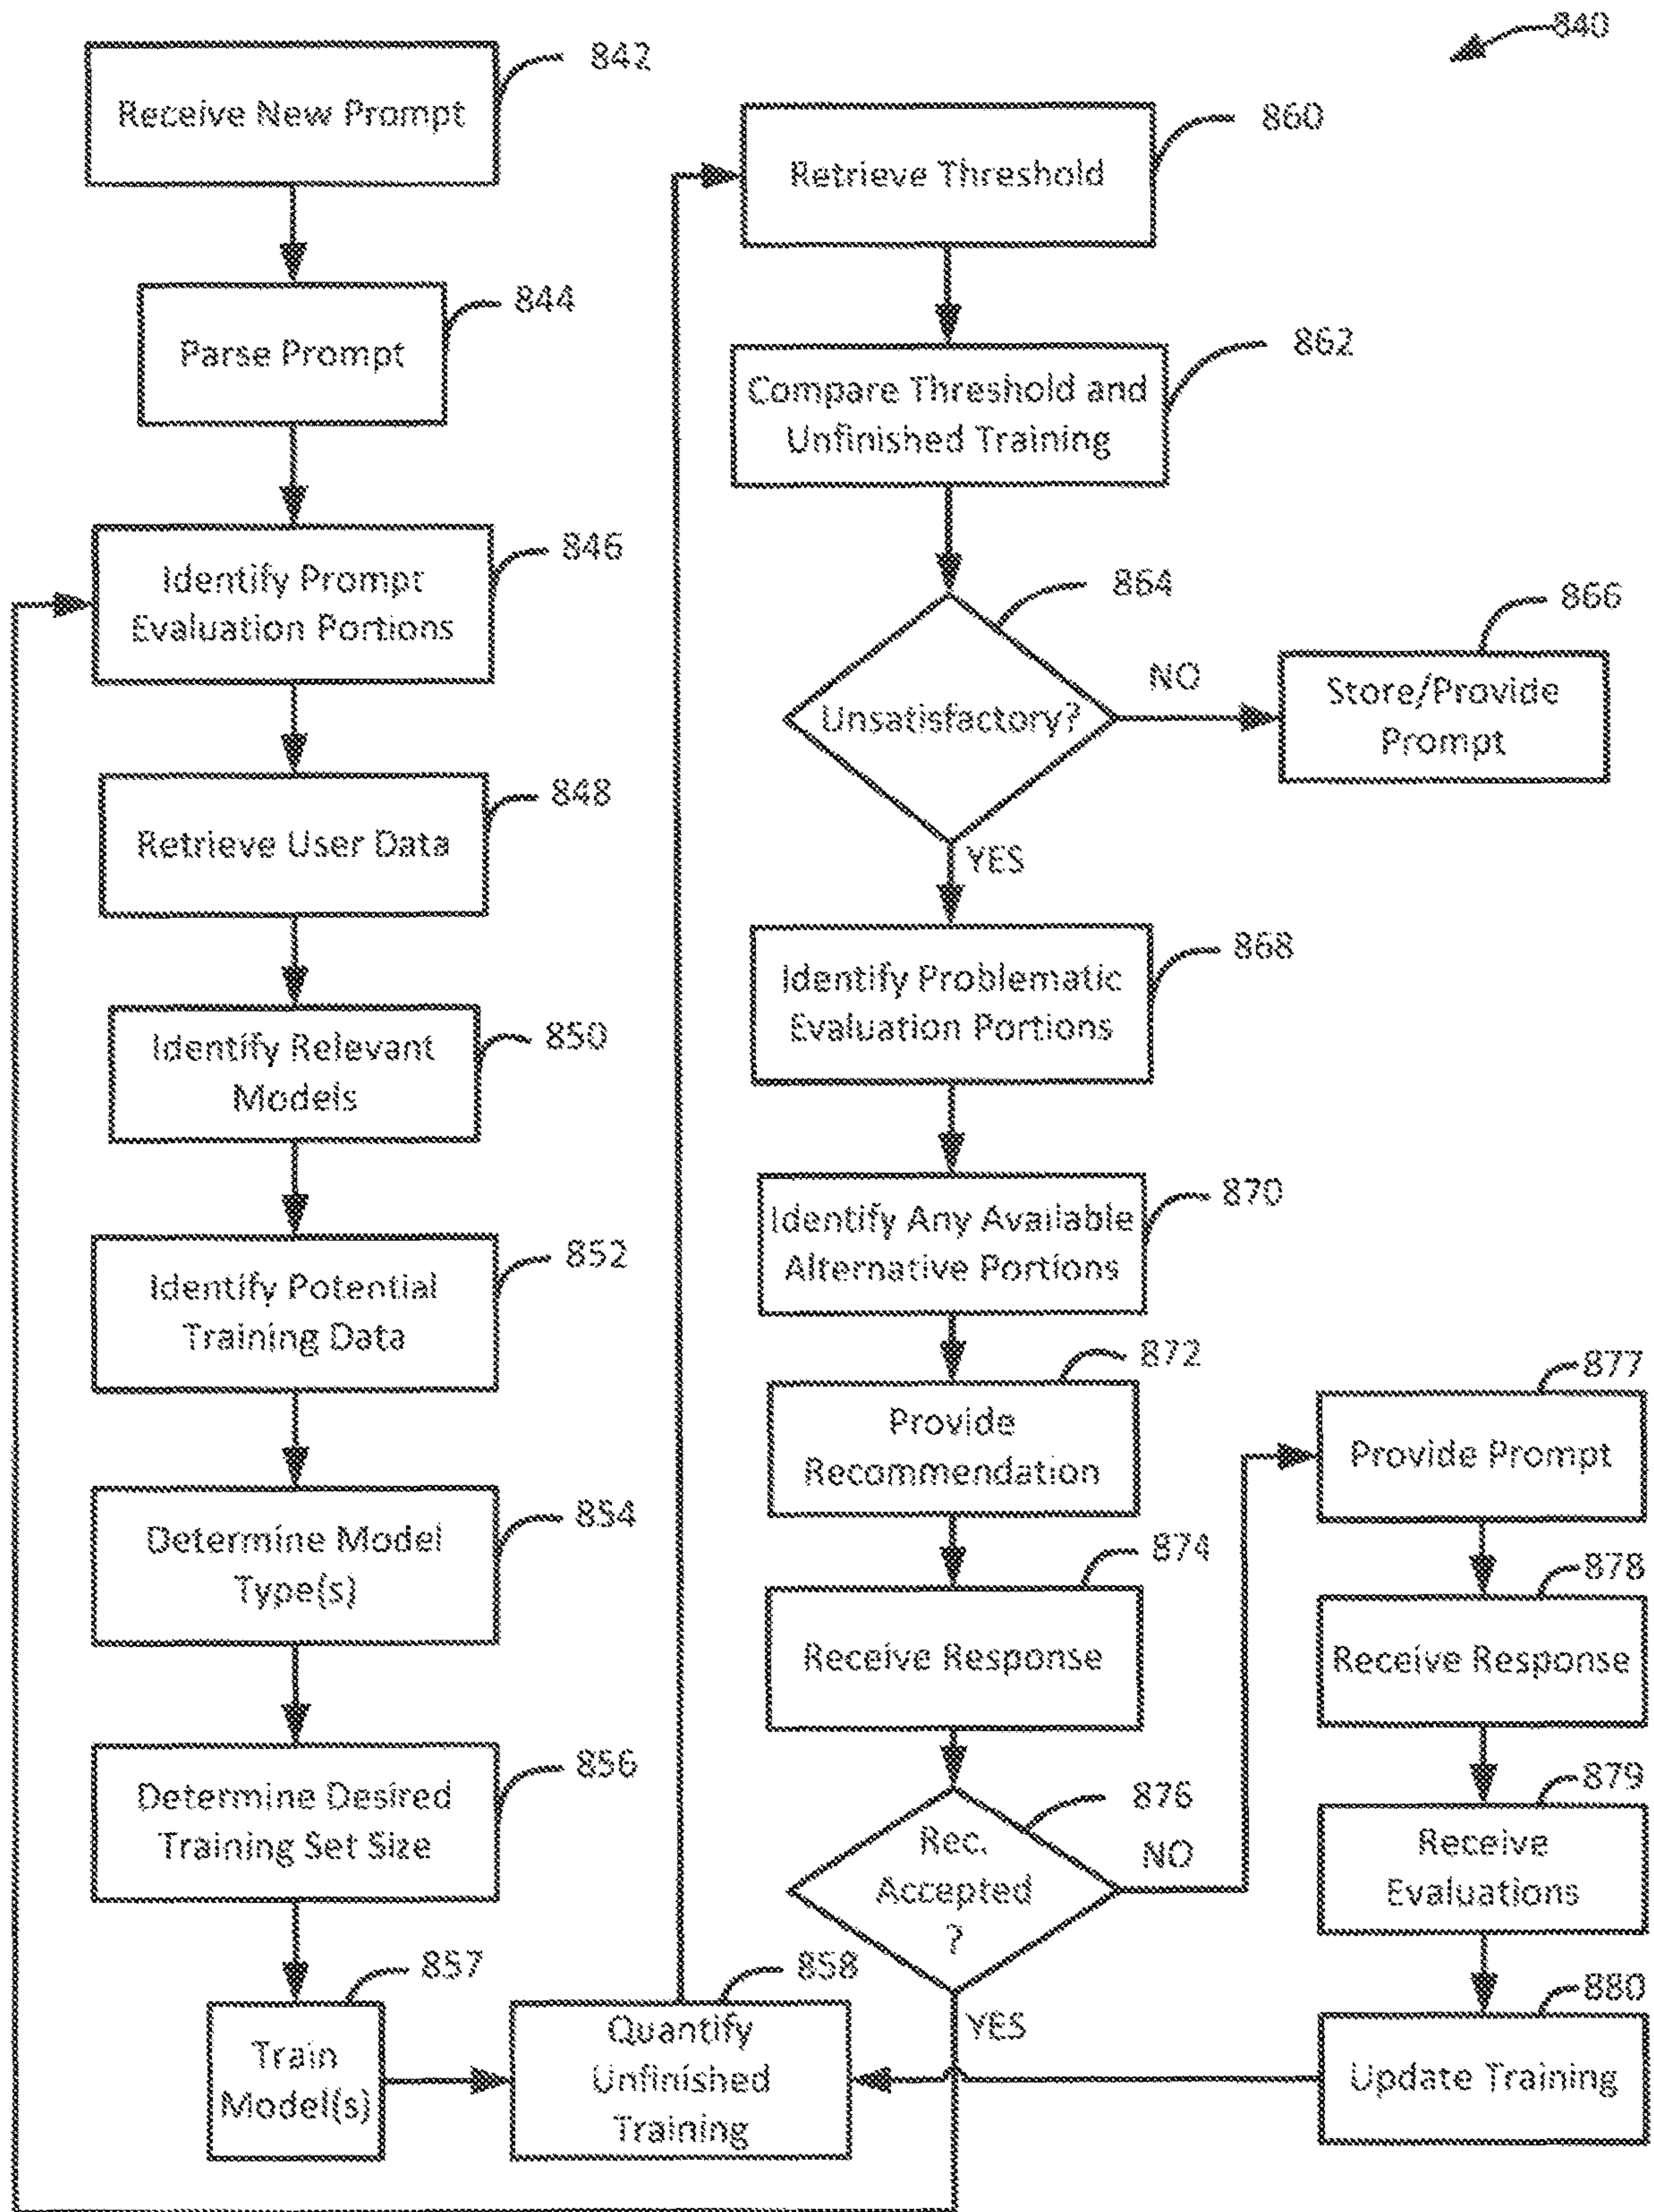 840
842
Receive New Prompt
844
Parse Prompt
846
Identify Prompt
Evaluation Portions
848
Retrieve User Data
850
Identify Relevant
Models
852
Identify Potential
Training Data
854
Determine Model
Type(s)
856
Determine Desired
Training Set Size
857
Train
Model(s)
858
Quantify
Unfinished
Training
860
Retrieve Threshold
862
Compare Threshold and
Unfinished Training
864
Unsatisfactory?
NO
866
Store/Provide
Prompt
YES
868
Identify Problematic
Evaluation Portions
870
Identify Any Available
Alternative Portions
872
Provide
Recommendation
874
Receive Response
876
Rec.
Accepted
?
NO
YES
877
Provide Prompt
878
Receive Response
879
Receive
Evaluations
880
Update Training